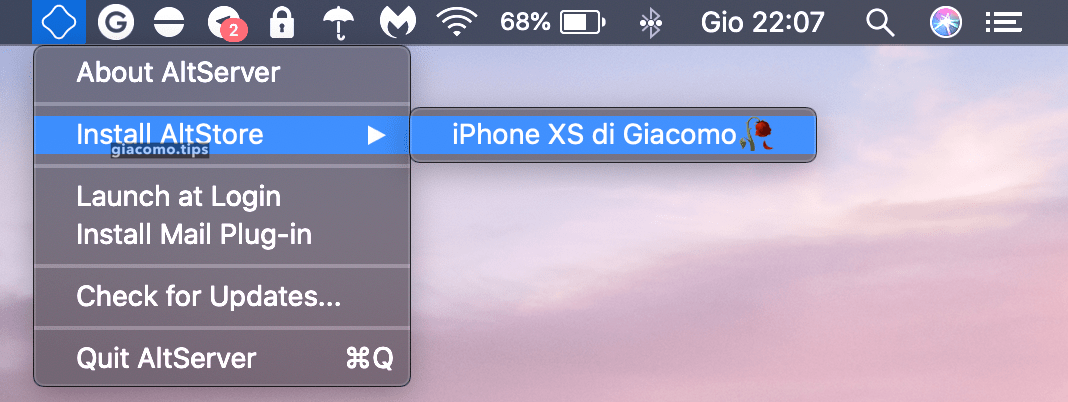 G 2 68% Gio 22:07
About AltServer
Install AltStore ▶ iPhone XS di Giacomo🥀
giacomo.tips
Launch at Login
Install Mail Plug-in
Check for Updates...
Quit AltServer ⌘Q